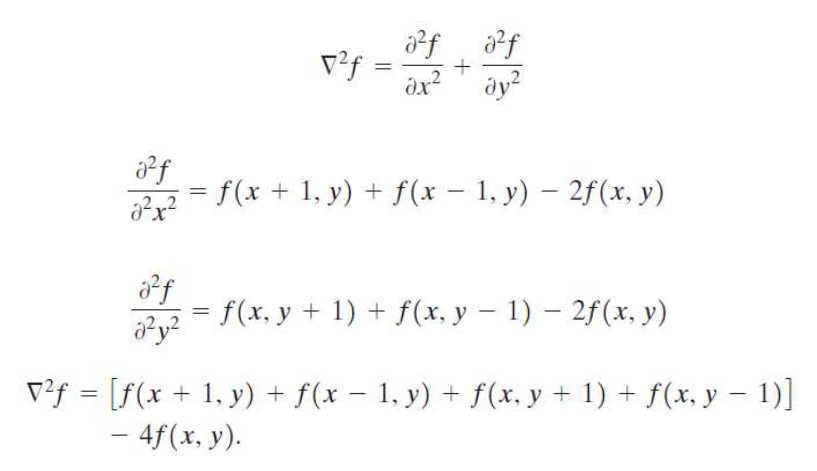 ∇²f = ∂²f/∂x² + ∂²f/∂y²
∂²f/∂²x² = f(x + 1, y) + f(x − 1, y) − 2f(x, y)
∂²f/∂²y² = f(x, y + 1) + f(x, y − 1) − 2f(x, y)
∇²f = [f(x + 1, y) + f(x − 1, y) + f(x, y + 1) + f(x, y − 1)]
− 4f(x, y).